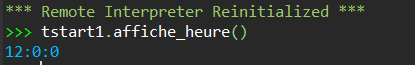 *** Remote Interpreter Reinitialized ***
>>> tstart1.affiche_heure()
12:0:0